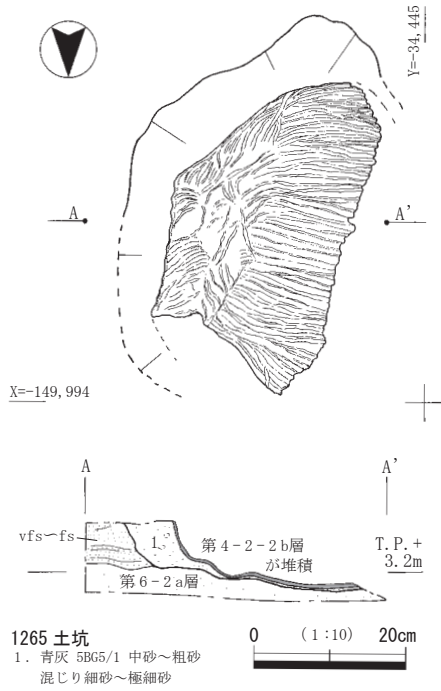 Y=-34,445
A
A'
X=-149,994
A
A'
vfs~fs
1
第4-2-2b層
が堆積
T.P.+
3.2m
第6-2a層
1265 土坑
1. 青灰 5BG5/1 中砂~粗砂
混じり細砂~極細砂
0 (1:10) 20cm